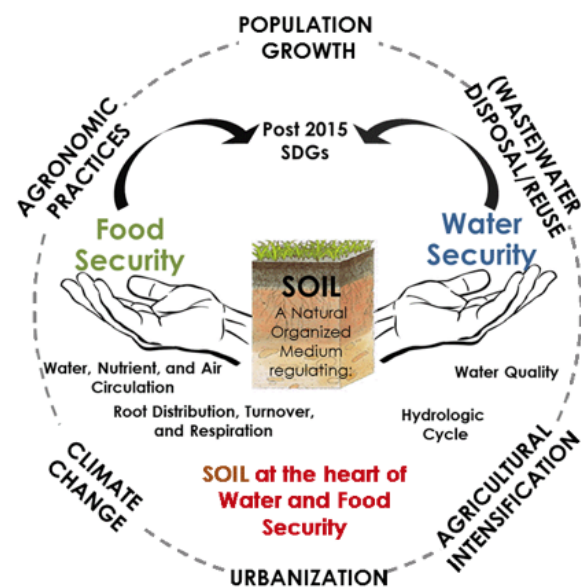 POPULATION
GROWTH
(WASTE)WATER
DISPOSAL/REUSE
AGRONOMIC
PRACTICES
Post 2015
SDGs
Food
Security
Water
Security
SOIL
A Natural
Organized
Medium
regulating:
Water, Nutrient, and Air
Circulation
Root Distribution, Turnover,
and Respiration
Water Quality
Hydrologic
Cycle
CLIMATE
CHANGE
SOIL at the heart of
Water and Food
Security
AGRICULTURAL
INTENSIFICATION
URBANIZATION